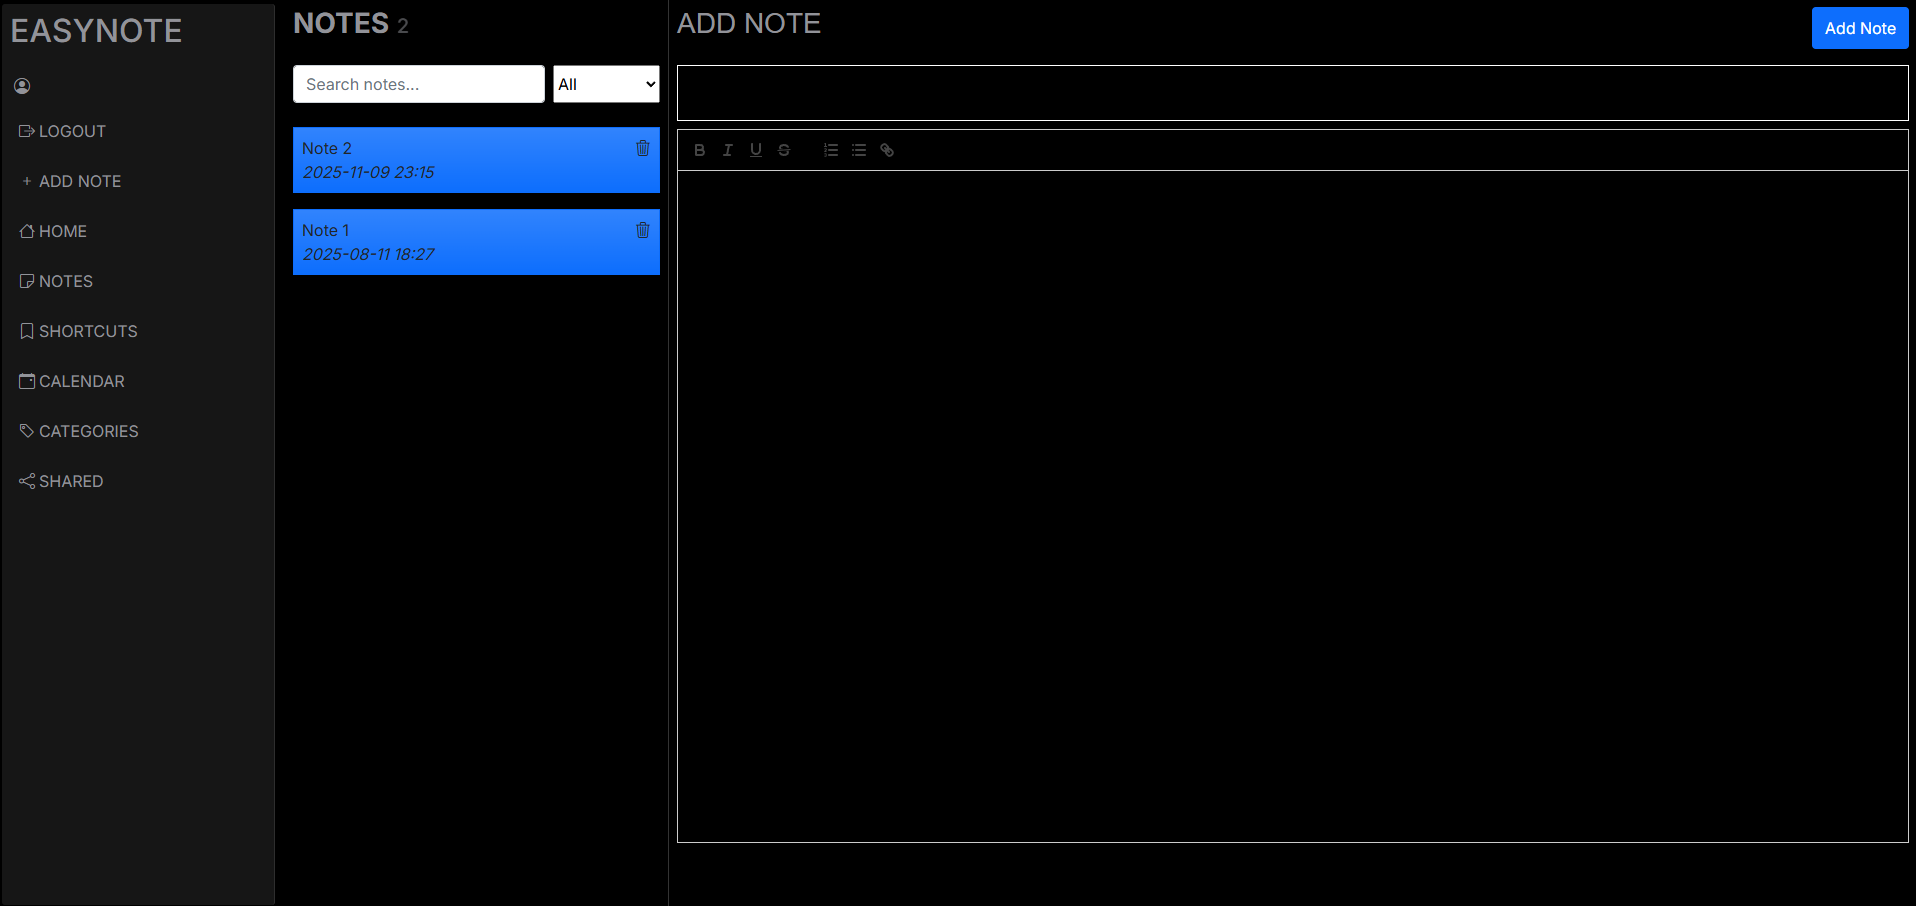 EASYNOTE
LOGOUT
+ ADD NOTE
HOME
NOTES
SHORTCUTS
CALENDAR
CATEGORIES
SHARED
NOTES 2
Search notes...
All
Note 2
2025-11-09 23:15
Note 1
2025-08-11 18:27
ADD NOTE
Add Note
B I U S